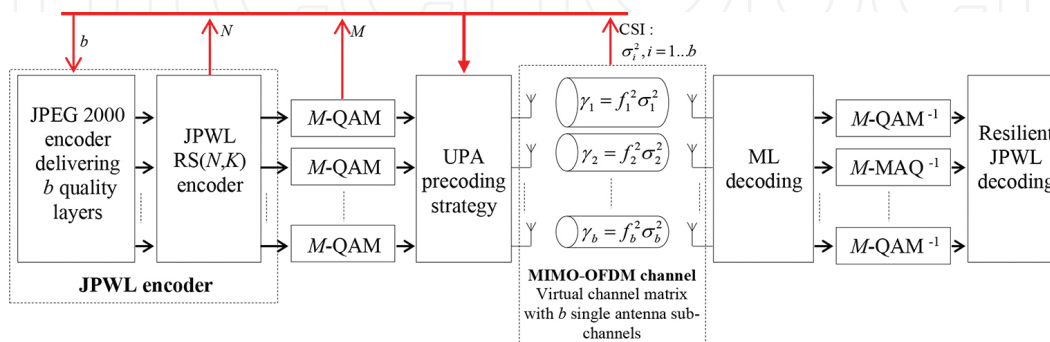 b
N
M
CSI :
σ_i^2, i = 1...b
JPEG 2000
encoder
delivering
b quality
layers
JPWL
RS(N,K)
encoder
JPWL encoder
M-QAM
M-QAM
M-QAM
UPA
precoding
strategy
γ_1 = f_1^2 σ_1^2
γ_2 = f_2^2 σ_2^2
γ_b = f_b^2 σ_b^2
MIMO-OFDM channel
Virtual channel matrix
with b single antenna sub-
channels
ML
decoding
M-QAM^-1
M-MAQ^-1
M-QAM^-1
Resilient
JPWL
decoding